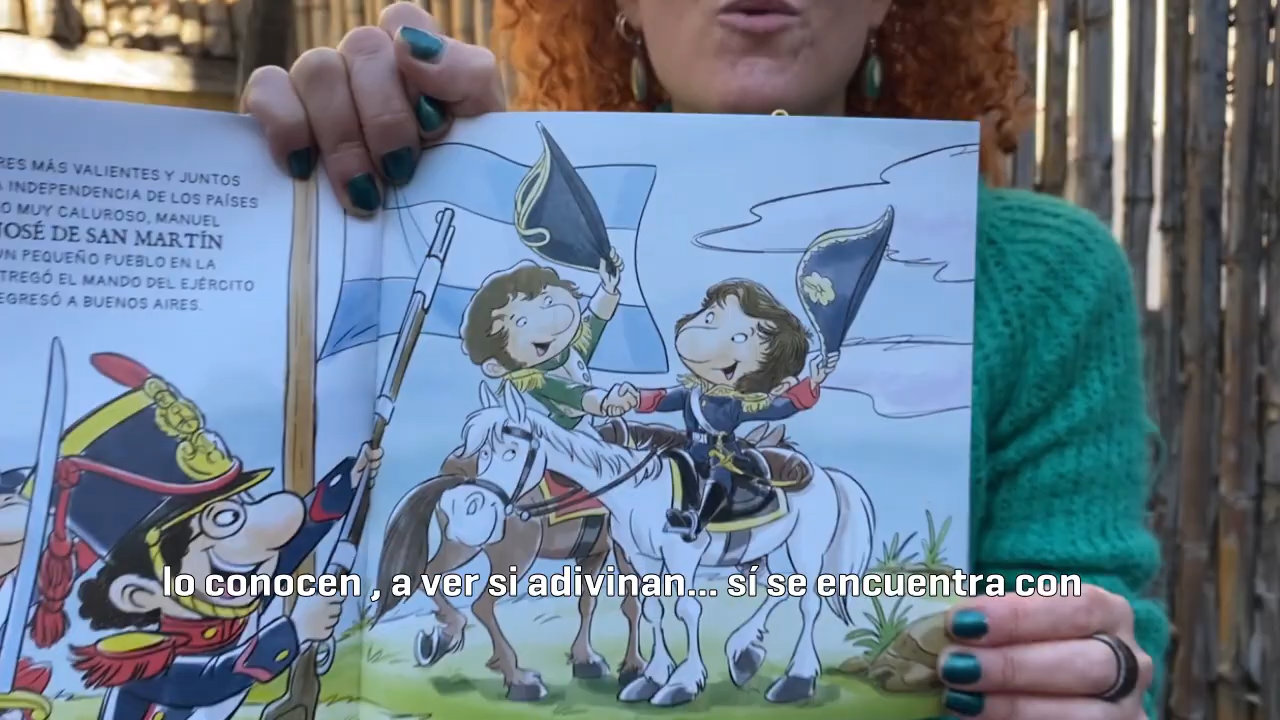 RES MÁS VALIENTES Y JUNTOS
INDEPENDENCIA DE LOS PAÍSES
O MUY CALUROSO, MANUEL
JOSÉ DE SAN MARTÍN
UN PEQUEÑO PUEBLO EN LA
TREGÓ EL MANDO DEL EJÉRCITO
EGRESÓ A BUENOS AIRES.
lo conocen , a ver si adivinan... sí se encuentra con